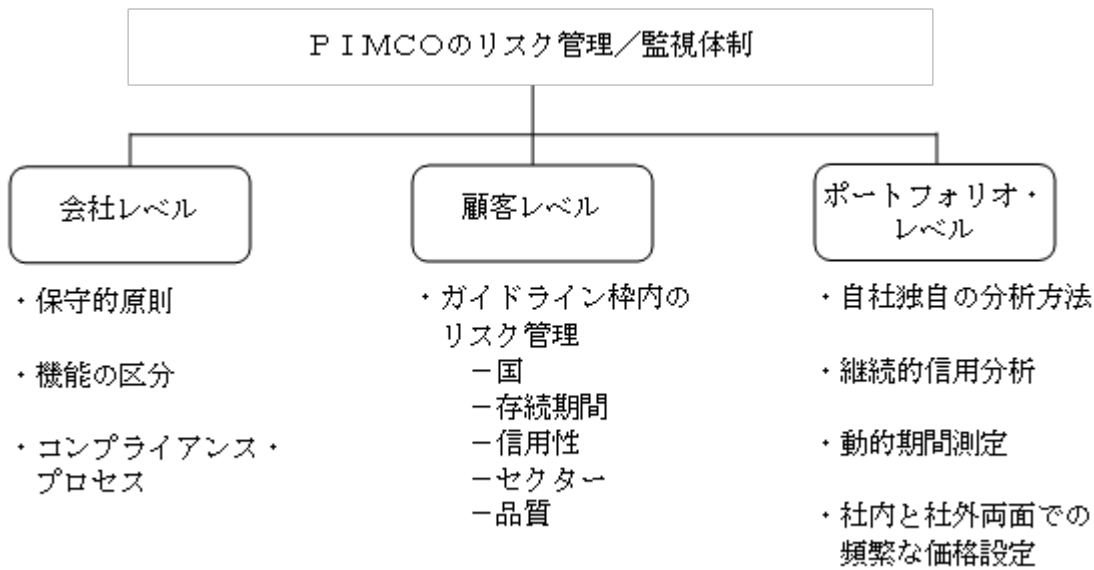 ＰＩＭＣＯのリスク管理／監視体制
会社レベル
・保守的原則
・機能の区分
・コンプライアンス・
プロセス
顧客レベル
・ガイドライン枠内の
リスク管理
－国
－存続期間
－信用性
－セクター
－品質
ポートフォリオ・
レベル
・自社独自の分析方法
・継続的信用分析
・動的期間測定
・社内と社外両面での
頻繁な価格設定